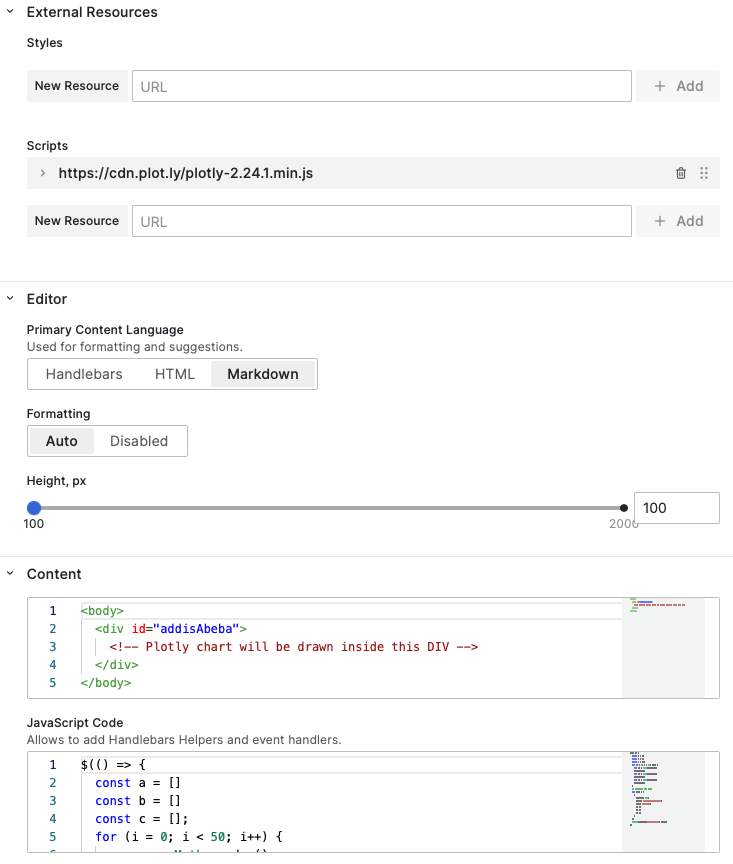 External Resources
Styles
New Resource URL + Add
Scripts
https://cdn.plot.ly/plotly-2.24.1.min.js
New Resource URL + Add
Editor
Primary Content Language
Used for formatting and suggestions.
Handlebars HTML Markdown
Formatting
Auto Disabled
Height, px
100
100 2000
Content
1 <body>
2 <div id="addisAbeba">
3 <!-- Plotly chart will be drawn inside this DIV -->
4 </div>
5 </body>
JavaScript Code
Allows to add Handlebars Helpers and event handlers.
1 $(() => {
2 const a = []
3 const b = []
4 const c = [];
5 for (i = 0; i < 50; i++) {